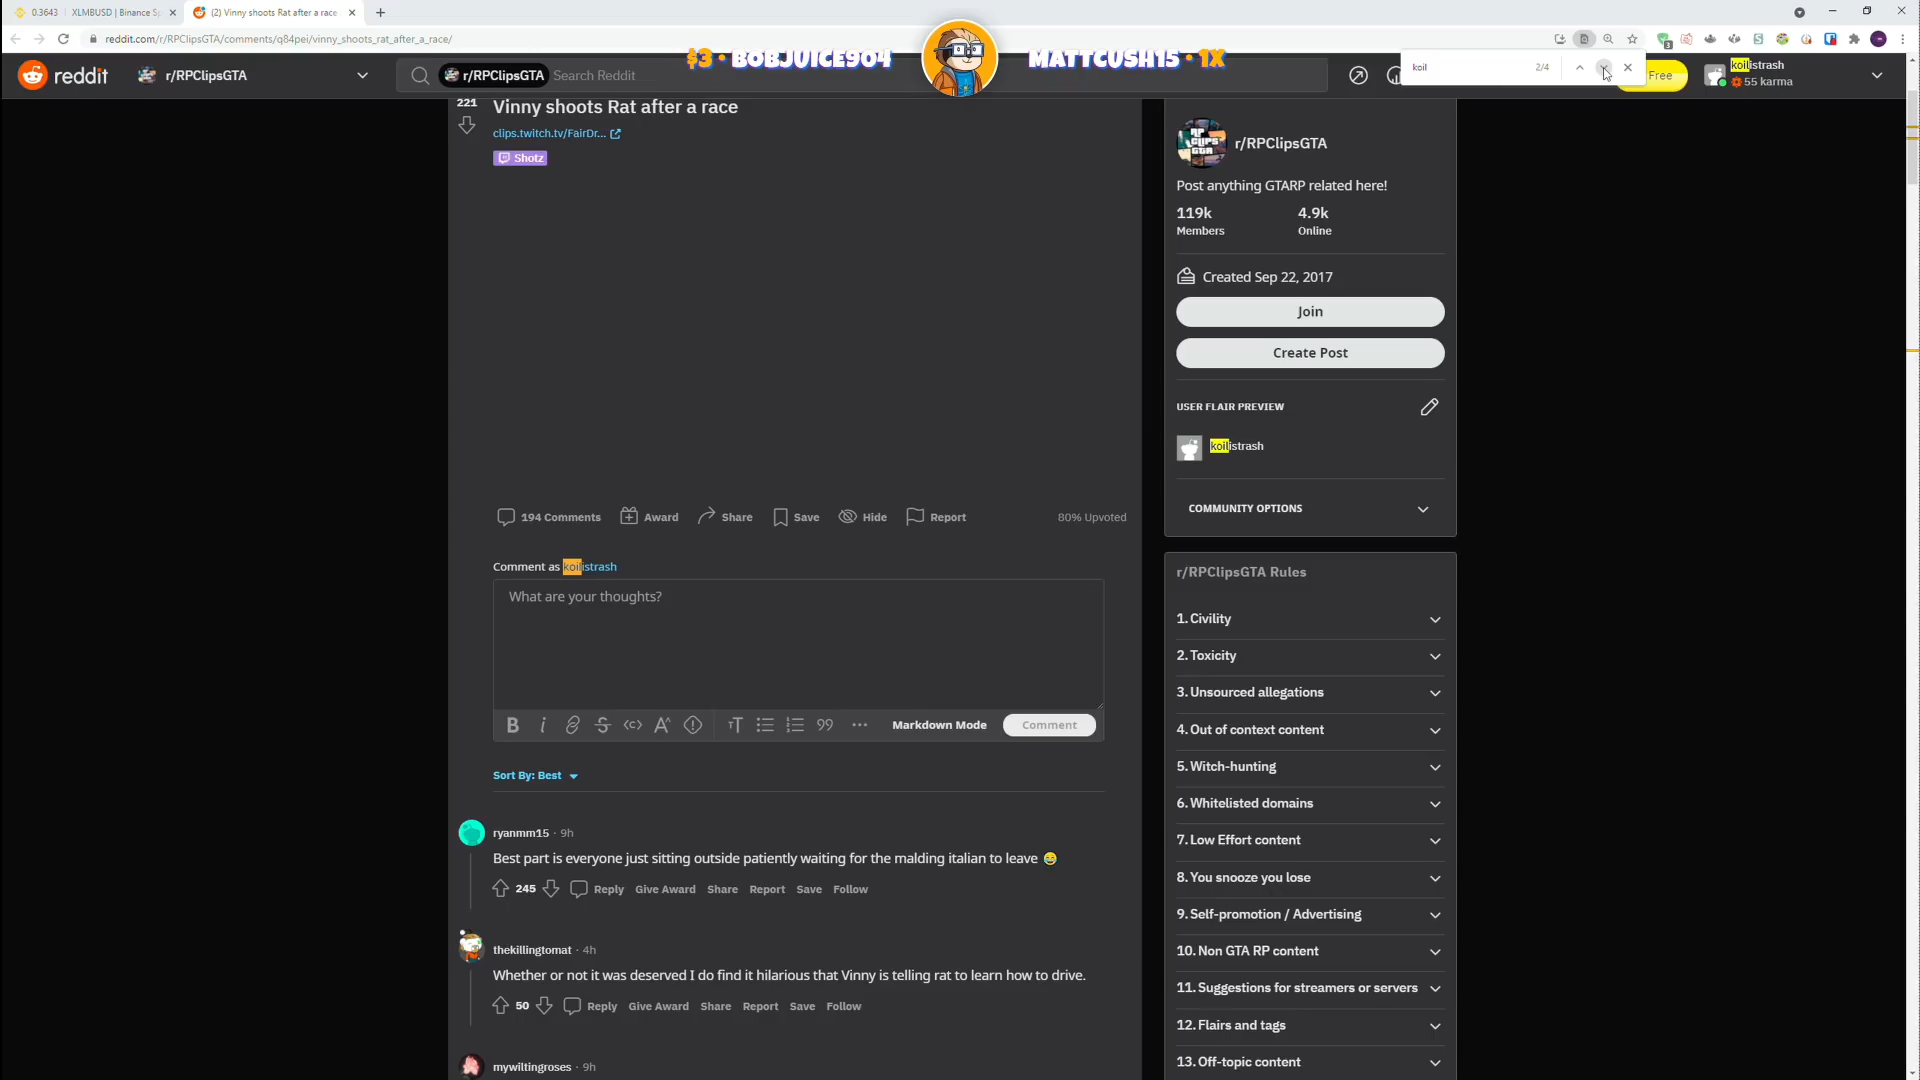 0.3643 XLMBUSD | Binance Sp
(2) Vinny shoots Rat after a race
reddit.com/r/RPClipsGTA/comments/q84pei/vinny_shoots_rat_after_a_race/
$3 · BOBJUICE904
MATTCUSH15 · 1X
koil 2/4
reddit
r/RPClipsGTA
r/RPClipsGTA Search Reddit
Free
koilistrash
55 karma
221
Vinny shoots Rat after a race
clips.twitch.tv/FairDr...
Shotz
194 Comments Award Share Save Hide Report 80% Upvoted
Comment as koilistrash
What are your thoughts?
Markdown Mode Comment
Sort By: Best
ryanmm15 · 9h
Best part is everyone just sitting outside patiently waiting for the malding italian to leave 😂
245 Reply Give Award Share Report Save Follow
thekillingtomat · 4h
Whether or not it was deserved I do find it hilarious that Vinny is telling rat to learn how to drive.
50 Reply Give Award Share Report Save Follow
mywiltingroses · 9h
RP CLIPS GTA
r/RPClipsGTA
Post anything GTARP related here!
119k 4.9k
Members Online
Created Sep 22, 2017
Join
Create Post
USER FLAIR PREVIEW
koilistrash
COMMUNITY OPTIONS
r/RPClipsGTA Rules
1. Civility
2. Toxicity
3. Unsourced allegations
4. Out of context content
5. Witch-hunting
6. Whitelisted domains
7. Low Effort content
8. You snooze you lose
9. Self-promotion / Advertising
10. Non GTA RP content
11. Suggestions for streamers or servers
12. Flairs and tags
13. Off-topic content